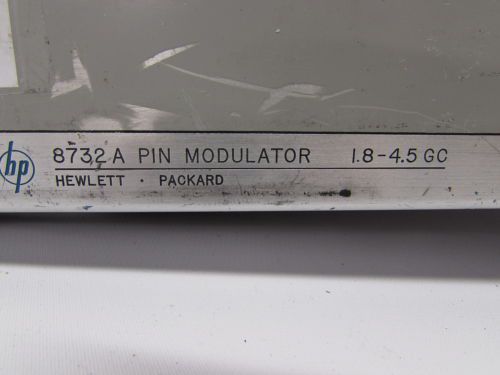 hp 8732A PIN MODULATOR 1.8-4.5 GC
HEWLETT · PACKARD